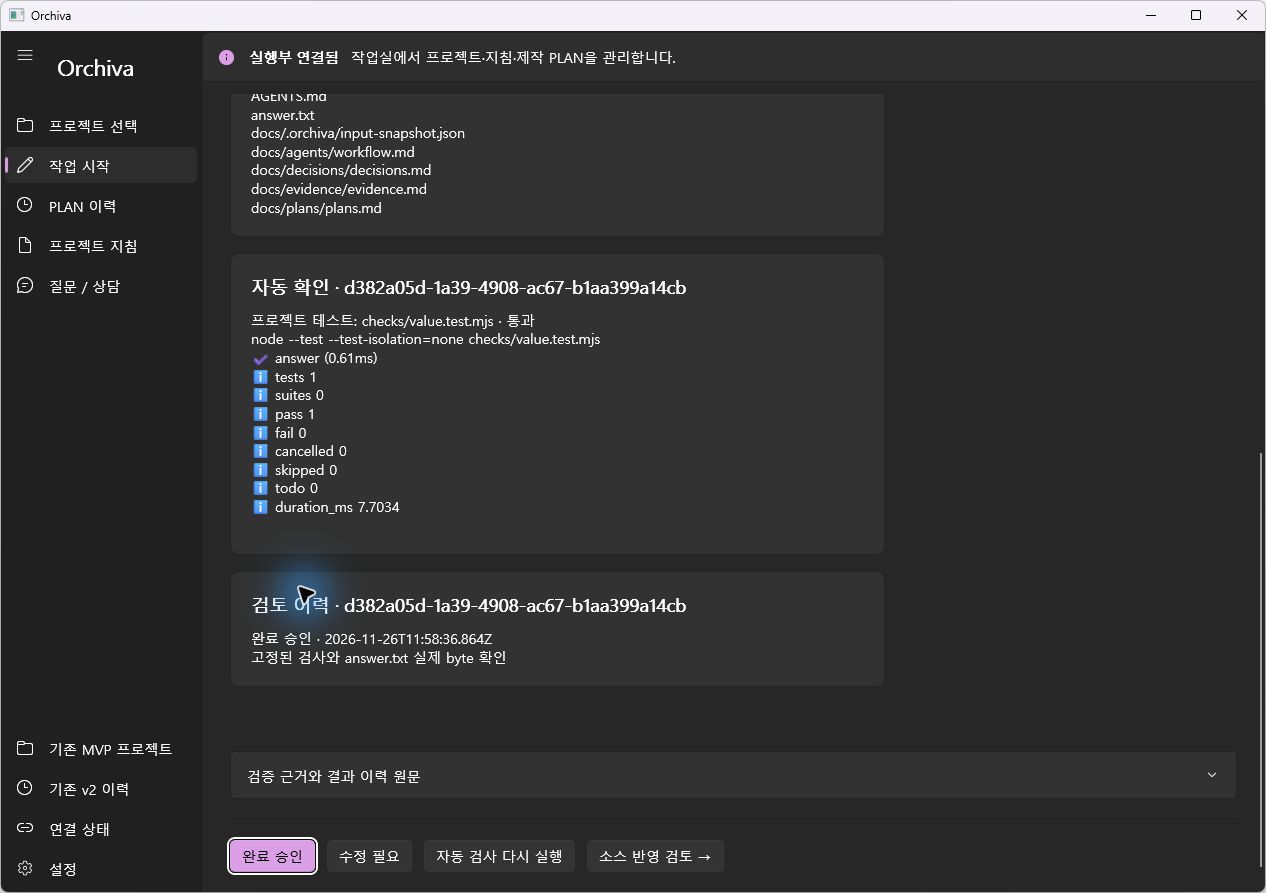 Orchiva
Orchiva
프로젝트 선택
작업 시작
PLAN 이력
프로젝트 지침
질문 / 상담
기존 MVP 프로젝트
기존 v2 이력
연결 상태
설정
실행부 연결됨 작업실에서 프로젝트·지침·제작 PLAN을 관리합니다.
AGENTS.md
answer.txt
docs/.orchiva/input-snapshot.json
docs/agents/workflow.md
docs/decisions/decisions.md
docs/evidence/evidence.md
docs/plans/plans.md
자동 확인 · d382a05d-1a39-4908-ac67-b1aa399a14cb
프로젝트 테스트: checks/value.test.mjs · 통과
node --test --test-isolation=none checks/value.test.mjs
✔ answer (0.61ms)
ℹ tests 1
ℹ suites 0
ℹ pass 1
ℹ fail 0
ℹ cancelled 0
ℹ skipped 0
ℹ todo 0
ℹ duration_ms 7.7034
검토 이력 · d382a05d-1a39-4908-ac67-b1aa399a14cb
완료 승인 · 2026-11-26T11:58:36.864Z
고정된 검사와 answer.txt 실제 byte 확인
검증 근거와 결과 이력 원문
완료 승인
수정 필요
자동 검사 다시 실행
소스 반영 검토 →